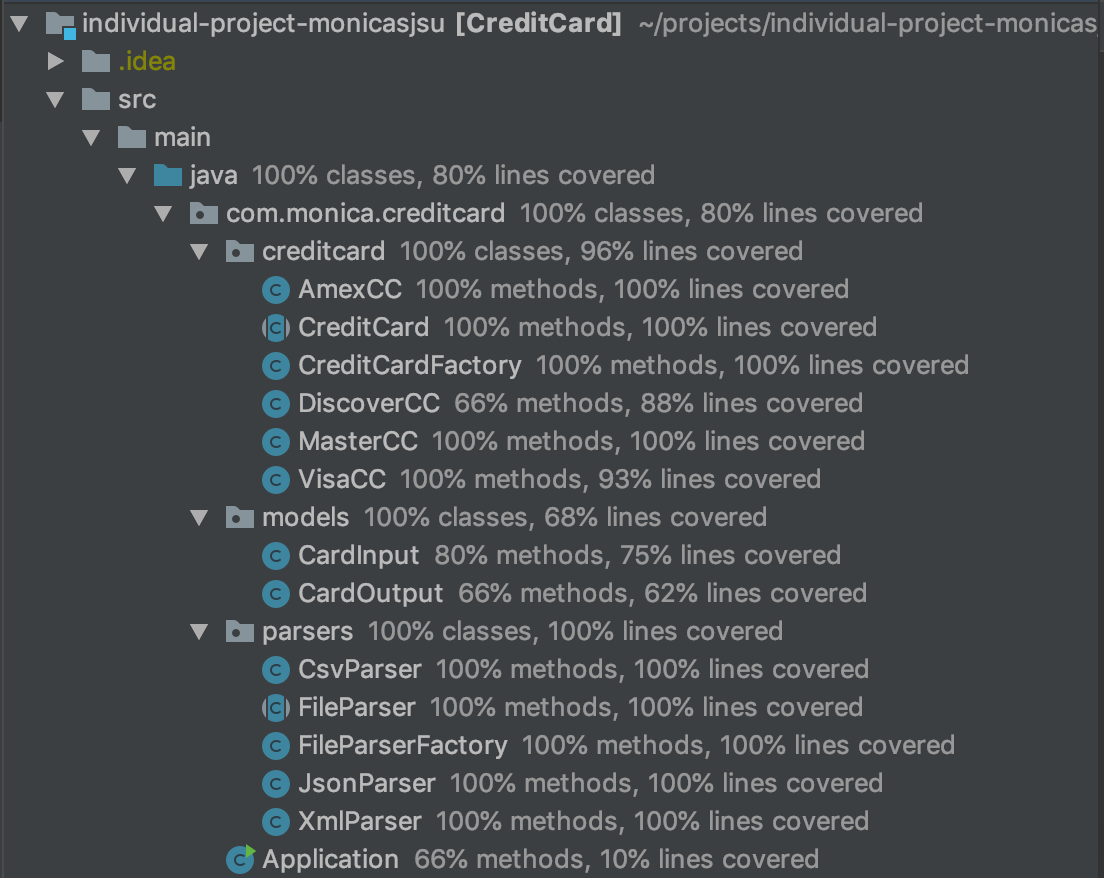 individual-project-monicasjsu [CreditCard] ~/projects/individual-project-monicas
.idea
src
main
java 100% classes, 80% lines covered
com.monica.creditcard 100% classes, 80% lines covered
creditcard 100% classes, 96% lines covered
C AmexCC 100% methods, 100% lines covered
C CreditCard 100% methods, 100% lines covered
C CreditCardFactory 100% methods, 100% lines covered
C DiscoverCC 66% methods, 88% lines covered
C MasterCC 100% methods, 100% lines covered
C VisaCC 100% methods, 93% lines covered
models 100% classes, 68% lines covered
C CardInput 80% methods, 75% lines covered
C CardOutput 66% methods, 62% lines covered
parsers 100% classes, 100% lines covered
C CsvParser 100% methods, 100% lines covered
C FileParser 100% methods, 100% lines covered
C FileParserFactory 100% methods, 100% lines covered
C JsonParser 100% methods, 100% lines covered
C XmlParser 100% methods, 100% lines covered
C Application 66% methods, 10% lines covered